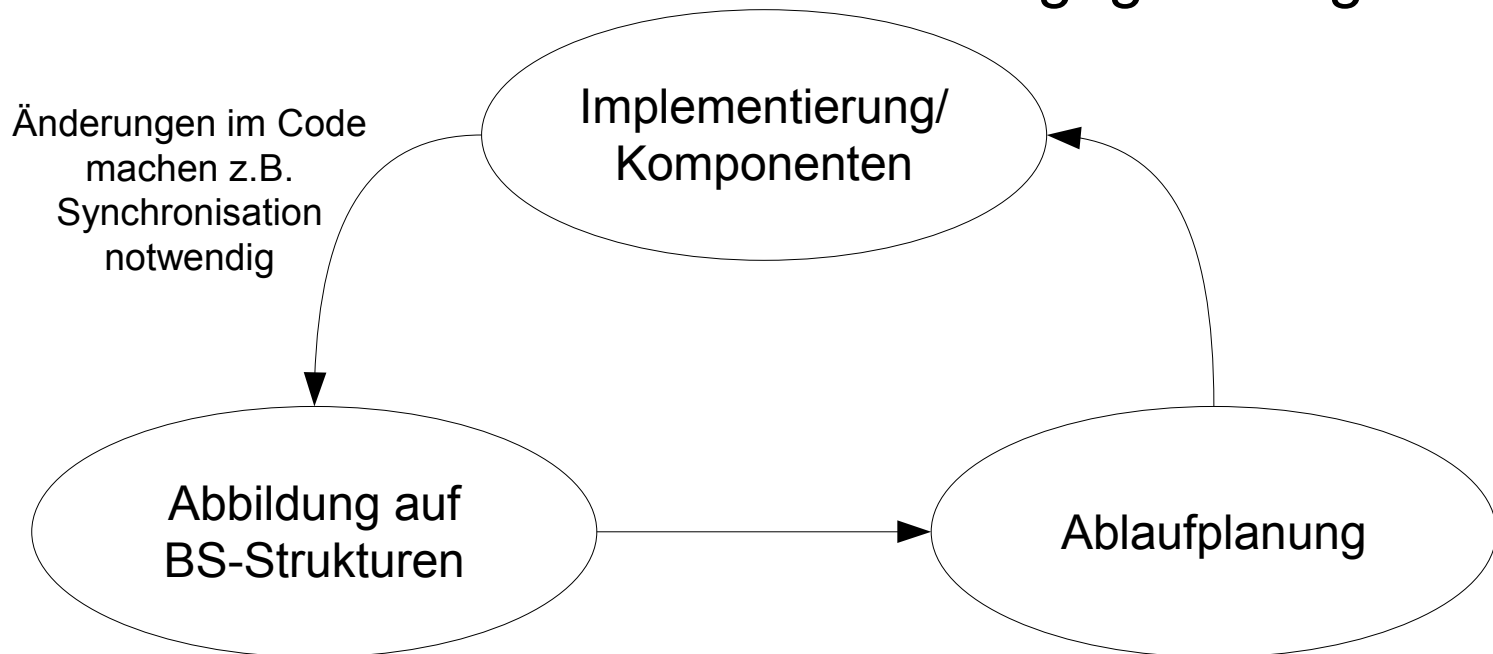 Implementierung/
Komponenten
Änderungen im Code
machen z.B.
Synchronisation
notwendig
Abbildung auf
BS-Strukturen
Ablaufplanung